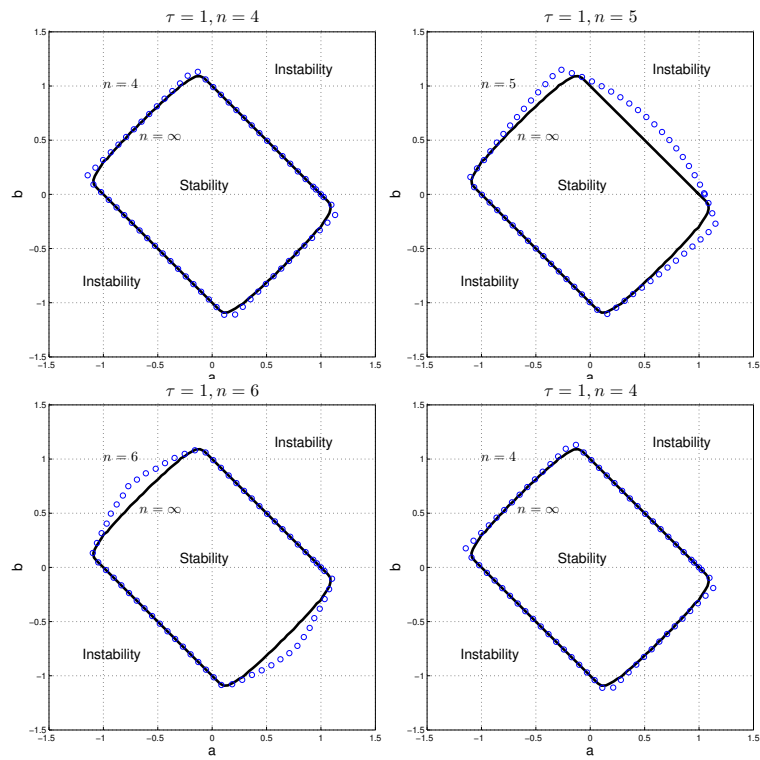 τ = 1, n = 4
1.5
1
0.5
0
−0.5
−1
−1.5
b
n = 4
n = ∞
Instability
Stability
Instability
−1.5 −1 −0.5 0 0.5 1 1.5
a
τ = 1, n = 5
1.5
1
0.5
0
−0.5
−1
−1.5
b
n = 5
n = ∞
Instability
Stability
Instability
−1.5 −1 −0.5 0 0.5 1 1.5
a
τ = 1, n = 6
1.5
1
0.5
0
−0.5
−1
−1.5
b
n = 6
n = ∞
Instability
Stability
Instability
−1.5 −1 −0.5 0 0.5 1 1.5
a
τ = 1, n = 4
1.5
1
0.5
0
−0.5
−1
−1.5
b
n = 4
n = ∞
Instability
Stability
Instability
−1.5 −1 −0.5 0 0.5 1 1.5
a